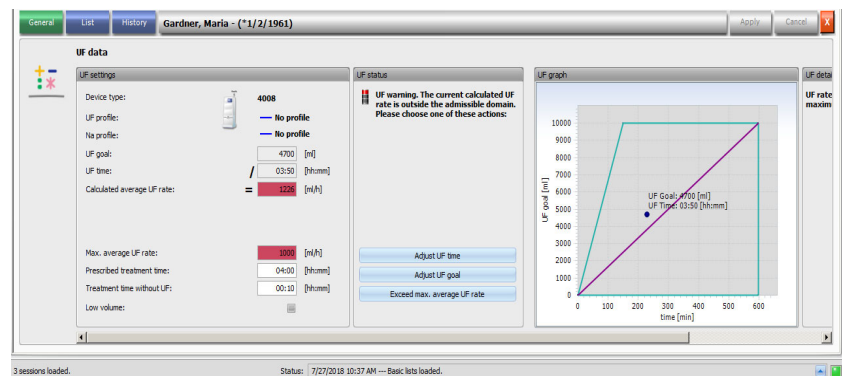 General
List
History
Gardner, Maria - (*1/2/1961)
Apply
Cancel
X
UF data
UF settings
Device type:
4008
UF profile:
No profile
Na profile:
No profile
UF goal:
4700 [ml]
UF time:
/ 03:50 [hh:mm]
Calculated average UF rate:
= 1226 [ml/h]
Max. average UF rate:
1000 [ml/h]
Prescribed treatment time:
04:00 [hh:mm]
Treatment time without UF:
00:10 [hh:mm]
Low volume:
UF status
UF warning. The current calculated UF
rate is outside the admissible domain.
Please choose one of these actions:
Adjust UF time
Adjust UF goal
Exceed max. average UF rate
UF graph
UF goal [ml]
10000
9000
8000
7000
6000
5000
4000
3000
2000
1000
0
UF Goal: 4700 [ml]
UF Time: 03:50 [hh:mm]
0 100 200 300 400 500 600
time [min]
UF detai
UF rate
maxim
3 sessions loaded.
Status: 7/27/2018 10:37 AM --- Basic lists loaded.